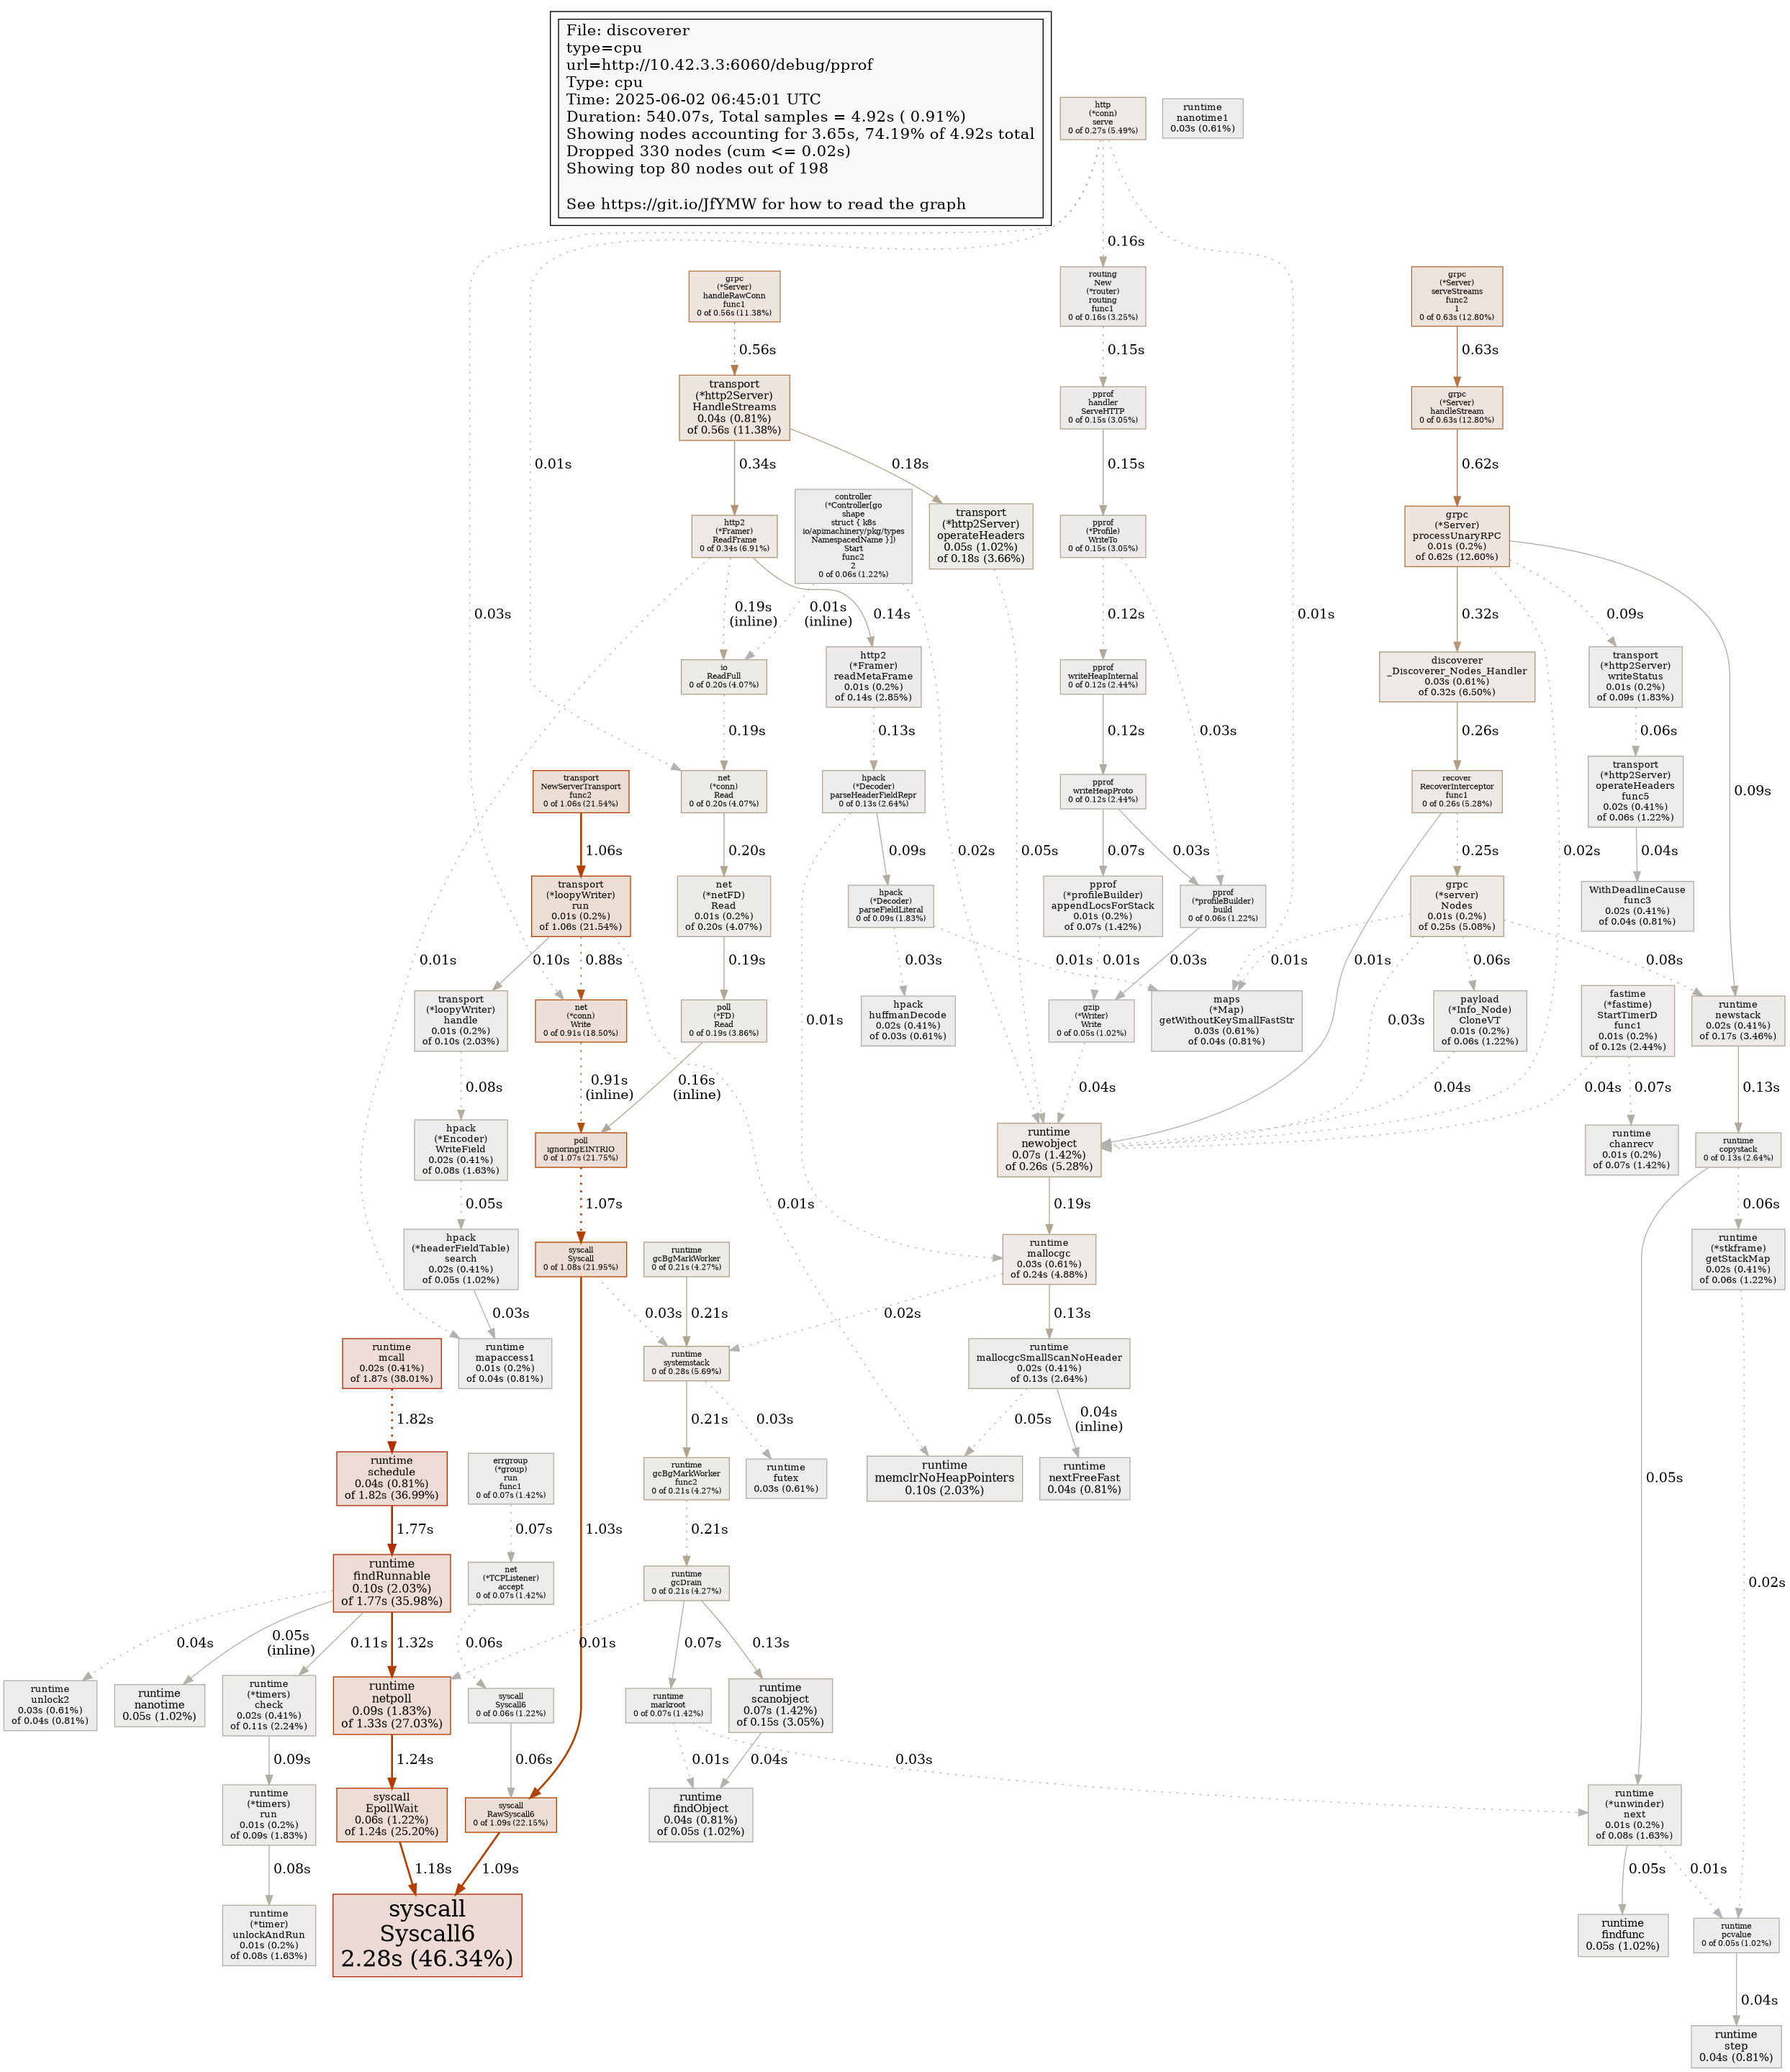 File: discoverer
type=cpu
url=http://10.42.3.3:6060/debug/pprof
Type: cpu
Time: 2025-06-02 06:45:01 UTC
Duration: 540.07s, Total samples = 4.92s ( 0.91%)
Showing nodes accounting for 3.65s, 74.19% of 4.92s total
Dropped 330 nodes (cum <= 0.02s)
Showing top 80 nodes out of 198
See https://git.io/JfYMW for how to read the graph
http
(*conn)
serve
0 of 0.27s (5.49%)
runtime
nanotime1
0.03s (0.61%)
0.16s
grpc
(*Server)
handleRawConn
func1
0 of 0.56s (11.38%)
routing
New
(*router)
routing
func1
0 of 0.16s (3.25%)
grpc
(*Server)
serveStreams
func2
1
0 of 0.63s (12.80%)
0.56s
0.15s
0.63s
transport
(*http2Server)
HandleStreams
0.04s (0.81%)
of 0.56s (11.38%)
pprof
handler
ServeHTTP
0 of 0.15s (3.05%)
grpc
(*Server)
handleStream
0 of 0.63s (12.80%)
0.01s
0.34s
0.18s
0.15s
0.62s
http2
(*Framer)
ReadFrame
0 of 0.34s (6.91%)
controller
(*Controller[go
shape
struct { k8s
io/apimachinery/pkg/types
NamespacedName }])
Start
func2
2
0 of 0.06s (1.22%)
transport
(*http2Server)
operateHeaders
0.05s (1.02%)
of 0.18s (3.66%)
pprof
(*Profile)
WriteTo
0 of 0.15s (3.05%)
grpc
(*Server)
processUnaryRPC
0.01s (0.2%)
of 0.62s (12.60%)
0.03s
0.19s
(inline)
0.01s
(inline)
0.14s
0.12s
0.01s
0.32s
0.09s
io
ReadFull
0 of 0.20s (4.07%)
http2
(*Framer)
readMetaFrame
0.01s (0.2%)
of 0.14s (2.85%)
pprof
writeHeapInternal
0 of 0.12s (2.44%)
discoverer
_Discoverer_Nodes_Handler
0.03s (0.61%)
of 0.32s (6.50%)
transport
(*http2Server)
writeStatus
0.01s (0.2%)
of 0.09s (1.83%)
0.19s
0.13s
0.12s
0.03s
0.26s
0.06s
transport
NewServerTransport
func2
0 of 1.06s (21.54%)
net
(*conn)
Read
0 of 0.20s (4.07%)
hpack
(*Decoder)
parseHeaderFieldRepr
0 of 0.13s (2.64%)
pprof
writeHeapProto
0 of 0.12s (2.44%)
recover
RecoverInterceptor
func1
0 of 0.26s (5.28%)
transport
(*http2Server)
operateHeaders
func5
0.02s (0.41%)
of 0.06s (1.22%)
0.09s
1.06s
0.20s
0.09s
0.02s
0.05s
0.07s
0.03s
0.25s
0.02s
0.04s
transport
(*loopyWriter)
run
0.01s (0.2%)
of 1.06s (21.54%)
net
(*netFD)
Read
0.01s (0.2%)
of 0.20s (4.07%)
hpack
(*Decoder)
parseFieldLiteral
0 of 0.09s (1.83%)
pprof
(*profileBuilder)
appendLocsForStack
0.01s (0.2%)
of 0.07s (1.42%)
pprof
(*profileBuilder)
build
0 of 0.06s (1.22%)
grpc
(*server)
Nodes
0.01s (0.2%)
of 0.25s (5.08%)
WithDeadlineCause
func3
0.02s (0.41%)
of 0.04s (0.81%)
0.01s
0.10s
0.88s
0.19s
0.03s
0.01s
0.01s
0.03s
0.01s
0.01s
0.06s
0.08s
transport
(*loopyWriter)
handle
0.01s (0.2%)
of 0.10s (2.03%)
net
(*conn)
Write
0 of 0.91s (18.50%)
poll
(*FD)
Read
0 of 0.19s (3.86%)
hpack
huffmanDecode
0.02s (0.41%)
of 0.03s (0.61%)
gzip
(*Writer)
Write
0 of 0.05s (1.02%)
maps
(*Map)
getWithoutKeySmallFastStr
0.03s (0.61%)
of 0.04s (0.81%)
payload
(*Info_Node)
CloneVT
0.01s (0.2%)
of 0.06s (1.22%)
fastime
(*fastime)
StartTimerD
func1
0.01s (0.2%)
of 0.12s (2.44%)
runtime
newstack
0.02s (0.41%)
of 0.17s (3.46%)
0.01s
0.03s
0.08s
0.91s
(inline)
0.16s
(inline)
0.04s
0.04s
0.04s
0.07s
0.13s
hpack
(*Encoder)
WriteField
0.02s (0.41%)
of 0.08s (1.63%)
poll
ignoringEINTRIO
0 of 1.07s (21.75%)
runtime
newobject
0.07s (1.42%)
of 0.26s (5.28%)
runtime
chanrecv
0.01s (0.2%)
of 0.07s (1.42%)
runtime
copystack
0 of 0.13s (2.64%)
0.05s
1.07s
0.01s
0.19s
0.06s
hpack
(*headerFieldTable)
search
0.02s (0.41%)
of 0.05s (1.02%)
syscall
Syscall
0 of 1.08s (21.95%)
runtime
gcBgMarkWorker
0 of 0.21s (4.27%)
runtime
mallocgc
0.03s (0.61%)
of 0.24s (4.88%)
runtime
(*stkframe)
getStackMap
0.02s (0.41%)
of 0.06s (1.22%)
0.03s
0.03s
0.21s
0.02s
0.13s
runtime
mcall
0.02s (0.41%)
of 1.87s (38.01%)
runtime
mapaccess1
0.01s (0.2%)
of 0.04s (0.81%)
runtime
systemstack
0 of 0.28s (5.69%)
runtime
mallocgcSmallScanNoHeader
0.02s (0.41%)
of 0.13s (2.64%)
1.82s
0.21s
0.03s
0.05s
0.04s
(inline)
runtime
schedule
0.04s (0.81%)
of 1.82s (36.99%)
errgroup
(*group)
run
func1
0 of 0.07s (1.42%)
runtime
gcBgMarkWorker
func2
0 of 0.21s (4.27%)
runtime
futex
0.03s (0.61%)
runtime
memclrNoHeapPointers
0.10s (2.03%)
runtime
nextFreeFast
0.04s (0.81%)
0.05s
1.77s
0.07s
1.03s
0.21s
runtime
findRunnable
0.10s (2.03%)
of 1.77s (35.98%)
net
(*TCPListener)
accept
0 of 0.07s (1.42%)
runtime
gcDrain
0 of 0.21s (4.27%)
0.02s
0.04s
0.05s
(inline)
0.11s
1.32s
0.06s
0.01s
0.07s
0.13s
runtime
unlock2
0.03s (0.61%)
of 0.04s (0.81%)
runtime
nanotime
0.05s (1.02%)
runtime
(*timers)
check
0.02s (0.41%)
of 0.11s (2.24%)
runtime
netpoll
0.09s (1.83%)
of 1.33s (27.03%)
syscall
Syscall6
0 of 0.06s (1.22%)
runtime
markroot
0 of 0.07s (1.42%)
runtime
scanobject
0.07s (1.42%)
of 0.15s (3.05%)
0.09s
1.24s
0.06s
0.01s
0.04s
0.03s
runtime
(*timers)
run
0.01s (0.2%)
of 0.09s (1.83%)
syscall
EpollWait
0.06s (1.22%)
of 1.24s (25.20%)
syscall
RawSyscall6
0 of 1.09s (22.15%)
runtime
findObject
0.04s (0.81%)
of 0.05s (1.02%)
runtime
(*unwinder)
next
0.01s (0.2%)
of 0.08s (1.63%)
0.08s
1.18s
1.09s
0.05s
0.01s
runtime
(*timer)
unlockAndRun
0.01s (0.2%)
of 0.08s (1.63%)
syscall
Syscall6
2.28s (46.34%)
runtime
findfunc
0.05s (1.02%)
runtime
pcvalue
0 of 0.05s (1.02%)
0.04s
runtime
step
0.04s (0.81%)